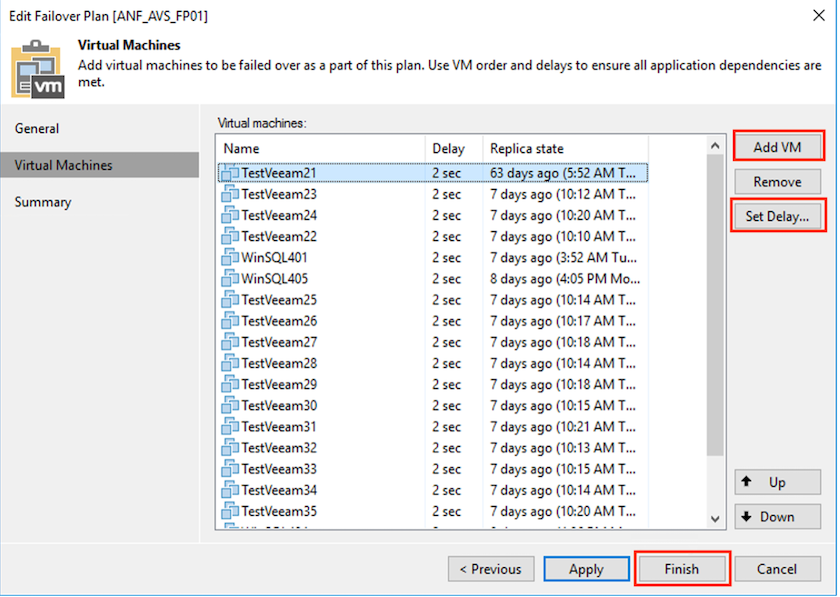 Edit Failover Plan [ANF_AVS_FP01]
Virtual Machines
Add virtual machines to be failed over as a part of this plan. Use VM order and delays to ensure all application dependencies are
met.
vm
General
Virtual Machines
Summary
Virtual machines:
Name Delay Replica state
TestVeeam21 2 sec 63 days ago (5:52 AM T...
TestVeeam23 2 sec 7 days ago (10:12 AM T...
TestVeeam24 2 sec 7 days ago (10:20 AM T...
TestVeeam22 2 sec 7 days ago (10:10 AM T...
WinSQL401 2 sec 7 days ago (3:52 AM Tu...
WinSQL405 2 sec 8 days ago (4:05 PM Mo...
TestVeeam25 2 sec 7 days ago (10:14 AM T...
TestVeeam26 2 sec 7 days ago (10:17 AM T...
TestVeeam27 2 sec 7 days ago (10:18 AM T...
TestVeeam28 2 sec 7 days ago (10:14 AM T...
TestVeeam29 2 sec 7 days ago (10:18 AM T...
TestVeeam30 2 sec 7 days ago (10:15 AM T...
TestVeeam31 2 sec 7 days ago (10:21 AM T...
TestVeeam32 2 sec 7 days ago (10:13 AM T...
TestVeeam33 2 sec 7 days ago (10:15 AM T...
TestVeeam34 2 sec 7 days ago (10:14 AM T...
TestVeeam35 2 sec 7 days ago (10:20 AM T...
Add VM
Remove
Set Delay...
Up
Down
< Previous
Apply
Finish
Cancel